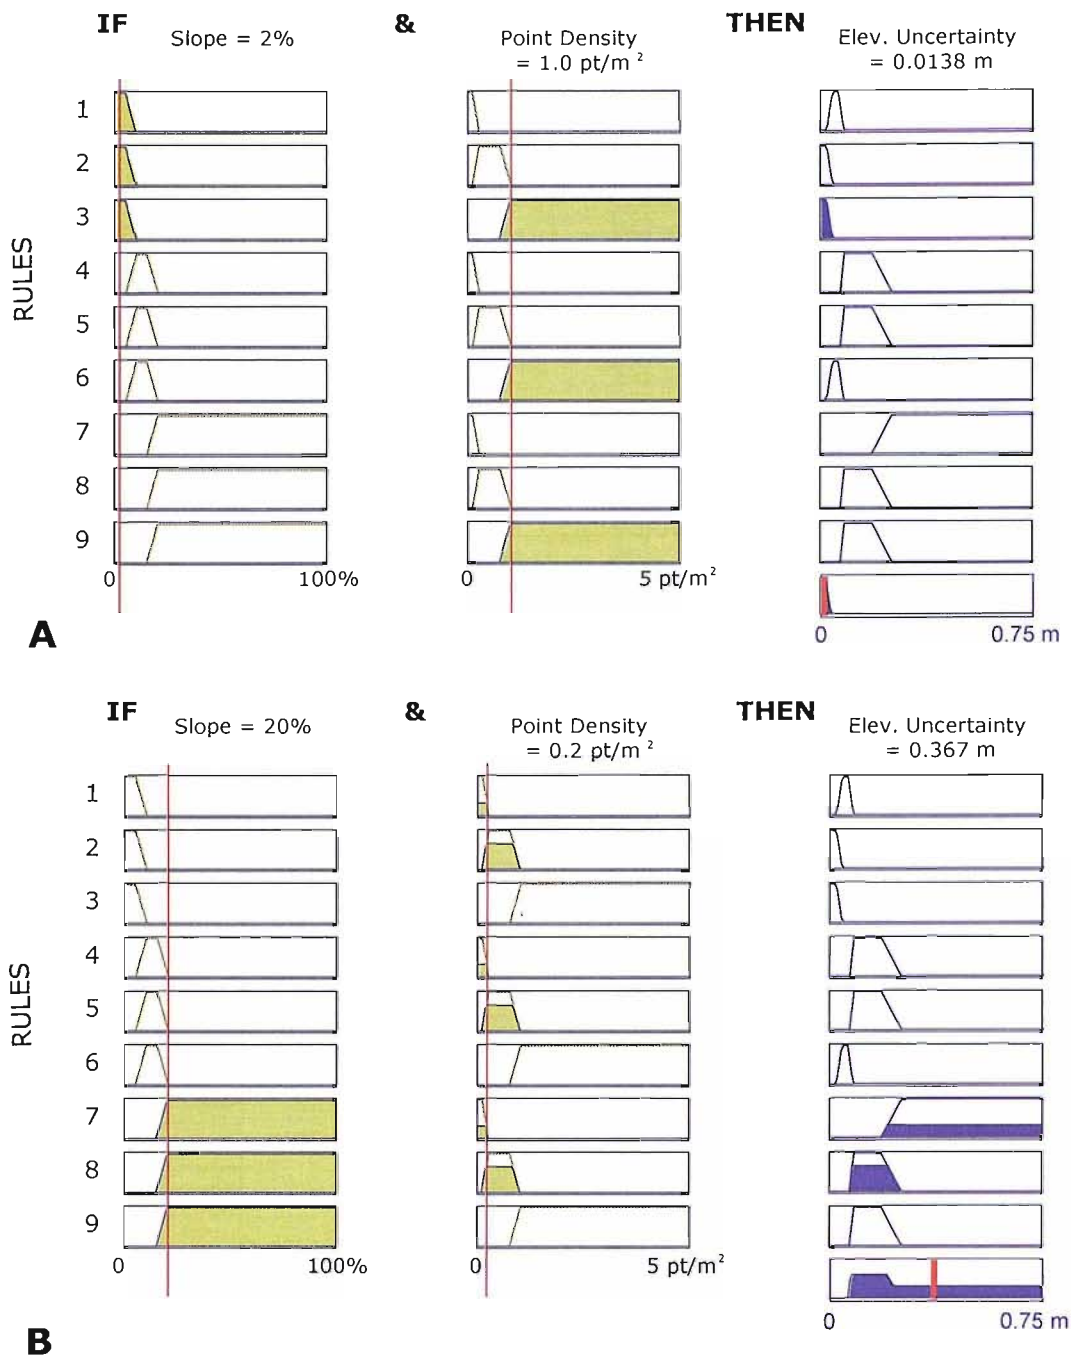 IF & THEN
Slope = 2% Point Density Elev. Uncertainty
= 1.0 pt/m ² = 0.0138 m
RULES
1
2
3
4
5
6
7
8
9
0 100% 0 5 pt/m²
0 0.75 m
A
IF & THEN
Slope = 20% Point Density Elev. Uncertainty
= 0.2 pt/m ² = 0.367 m
RULES
1
2
3
4
5
6
7
8
9
0 100% 0 5 pt/m²
0 0.75 m
B